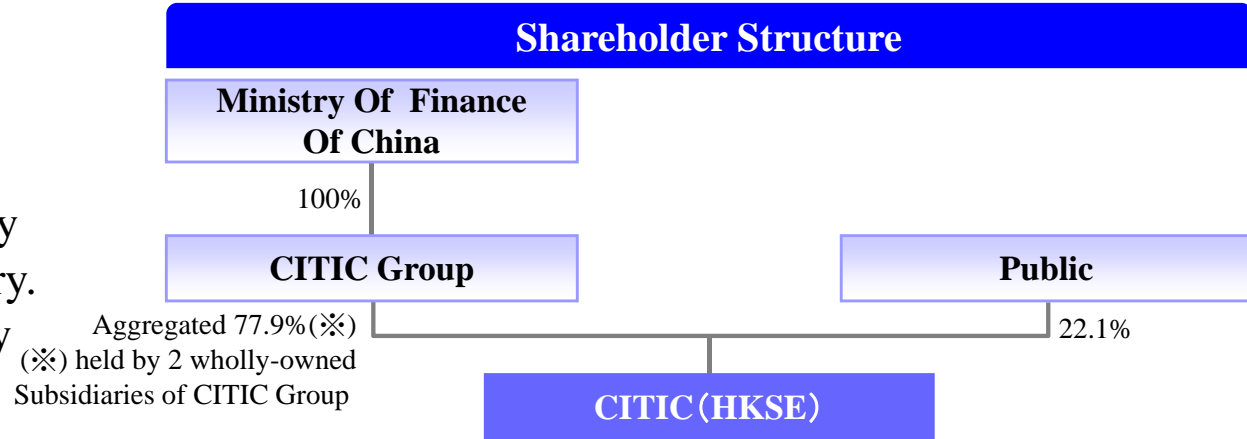 Shareholder Structure
Ministry Of Finance
Of China
100%
y
ry.
y
CITIC Group
Public
Aggregated 77.9%(※)
(※) held by 2 wholly-owned
Subsidiaries of CITIC Group
22.1%
CITIC（HKSE）